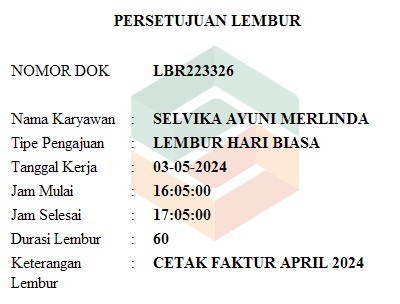 PERSETUJUAN LEMBUR
NOMOR DOK LBR223326
Nama Karyawan : SELVIKA AYUNI MERLINDA
Tipe Pengajuan : LEMBUR HARI BIASA
Tanggal Kerja : 03-05-2024
Jam Mulai : 16:05:00
Jam Selesai : 17:05:00
Durasi Lembur : 60
Keterangan : CETAK FAKTUR APRIL 2024
Lembur